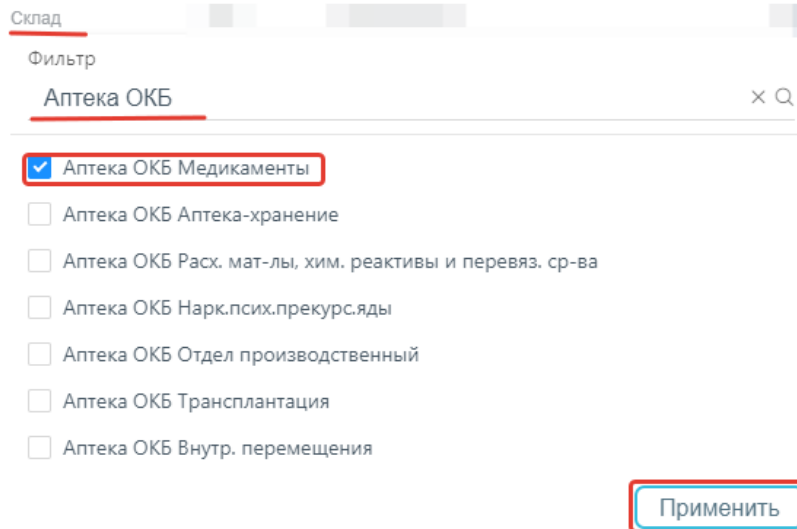 Склад
Фильтр
Аптека ОКБ
Аптека ОКБ Медикаменты
Аптека ОКБ Аптека-хранение
Аптека ОКБ Расх. мат-лы, хим. реактивы и перевяз. ср-ва
Аптека ОКБ Нарк.псих.прекурс.яды
Аптека ОКБ Отдел производственный
Аптека ОКБ Трансплантация
Аптека ОКБ Внутр. перемещения
Применить